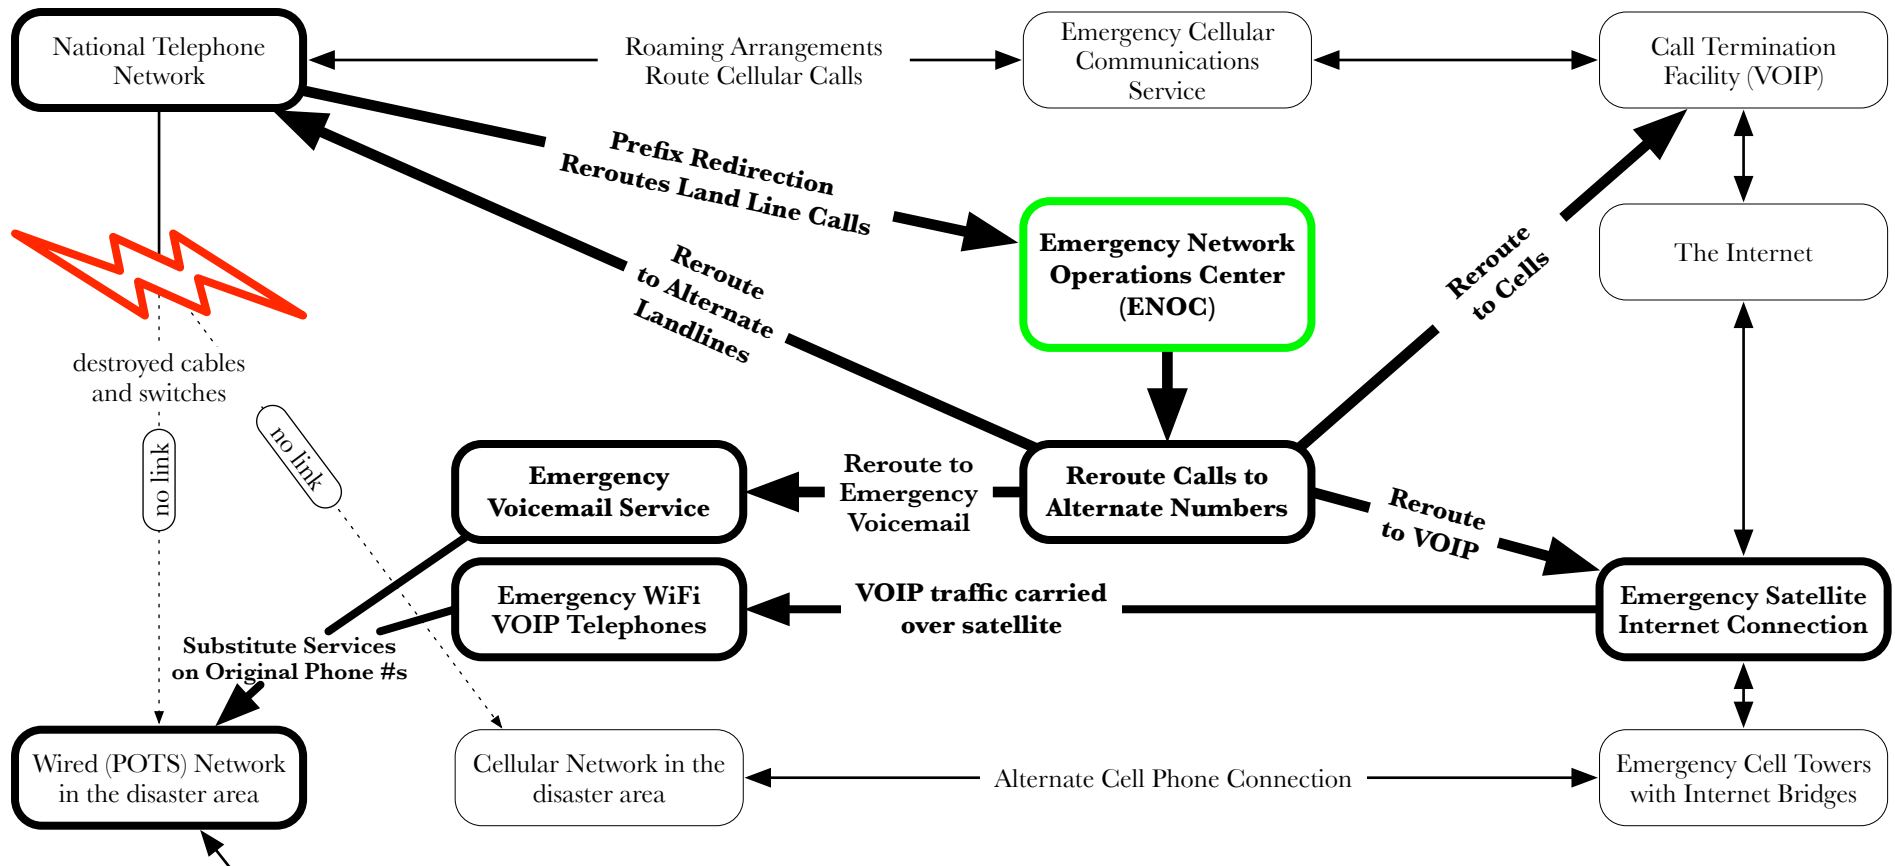 National Telephone
Network
Roaming Arrangements
Route Cellular Calls
Emergency Cellular
Communications
Service
Call Termination
Facility (VOIP)
Prefix Redirection
Reroutes Land Line Calls
Reroute
to Alternate
Landlines
Emergency Network
Operations Center
(ENOC)
Reroute
to Cells
The Internet
destroyed cables
and switches
no link
no link
Emergency
Voicemail Service
Reroute to
Emergency
Voicemail
Reroute Calls to
Alternate Numbers
Reroute
to VOIP
Emergency WiFi
VOIP Telephones
VOIP traffic carried
over satellite
Emergency Satellite
Internet Connection
Substitute Services
on Original Phone #s
Wired (POTS) Network
in the disaster area
Cellular Network in the
disaster area
Alternate Cell Phone Connection
Emergency Cell Towers
with Internet Bridges